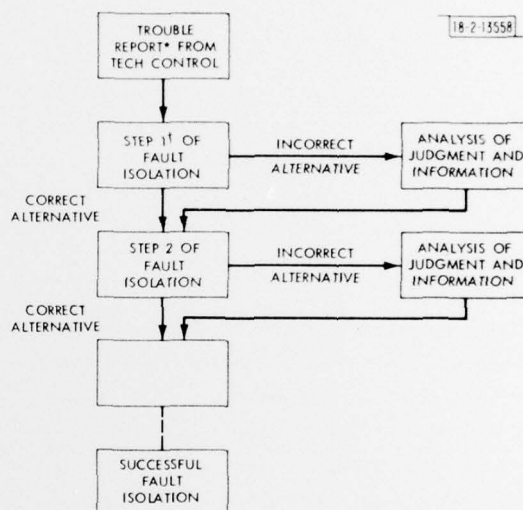 18-2-13558
TROUBLE
REPORT* FROM
TECH CONTROL
STEP 1† OF
FAULT
ISOLATION
INCORRECT
ALTERNATIVE
ANALYSIS OF
JUDGMENT AND
INFORMATION
CORRECT
ALTERNATIVE
STEP 2 OF
FAULT
ISOLATION
INCORRECT
ALTERNATIVE
ANALYSIS OF
JUDGMENT AND
INFORMATION
CORRECT
ALTERNATIVE
SUCCESSFUL
FAULT
ISOLATION